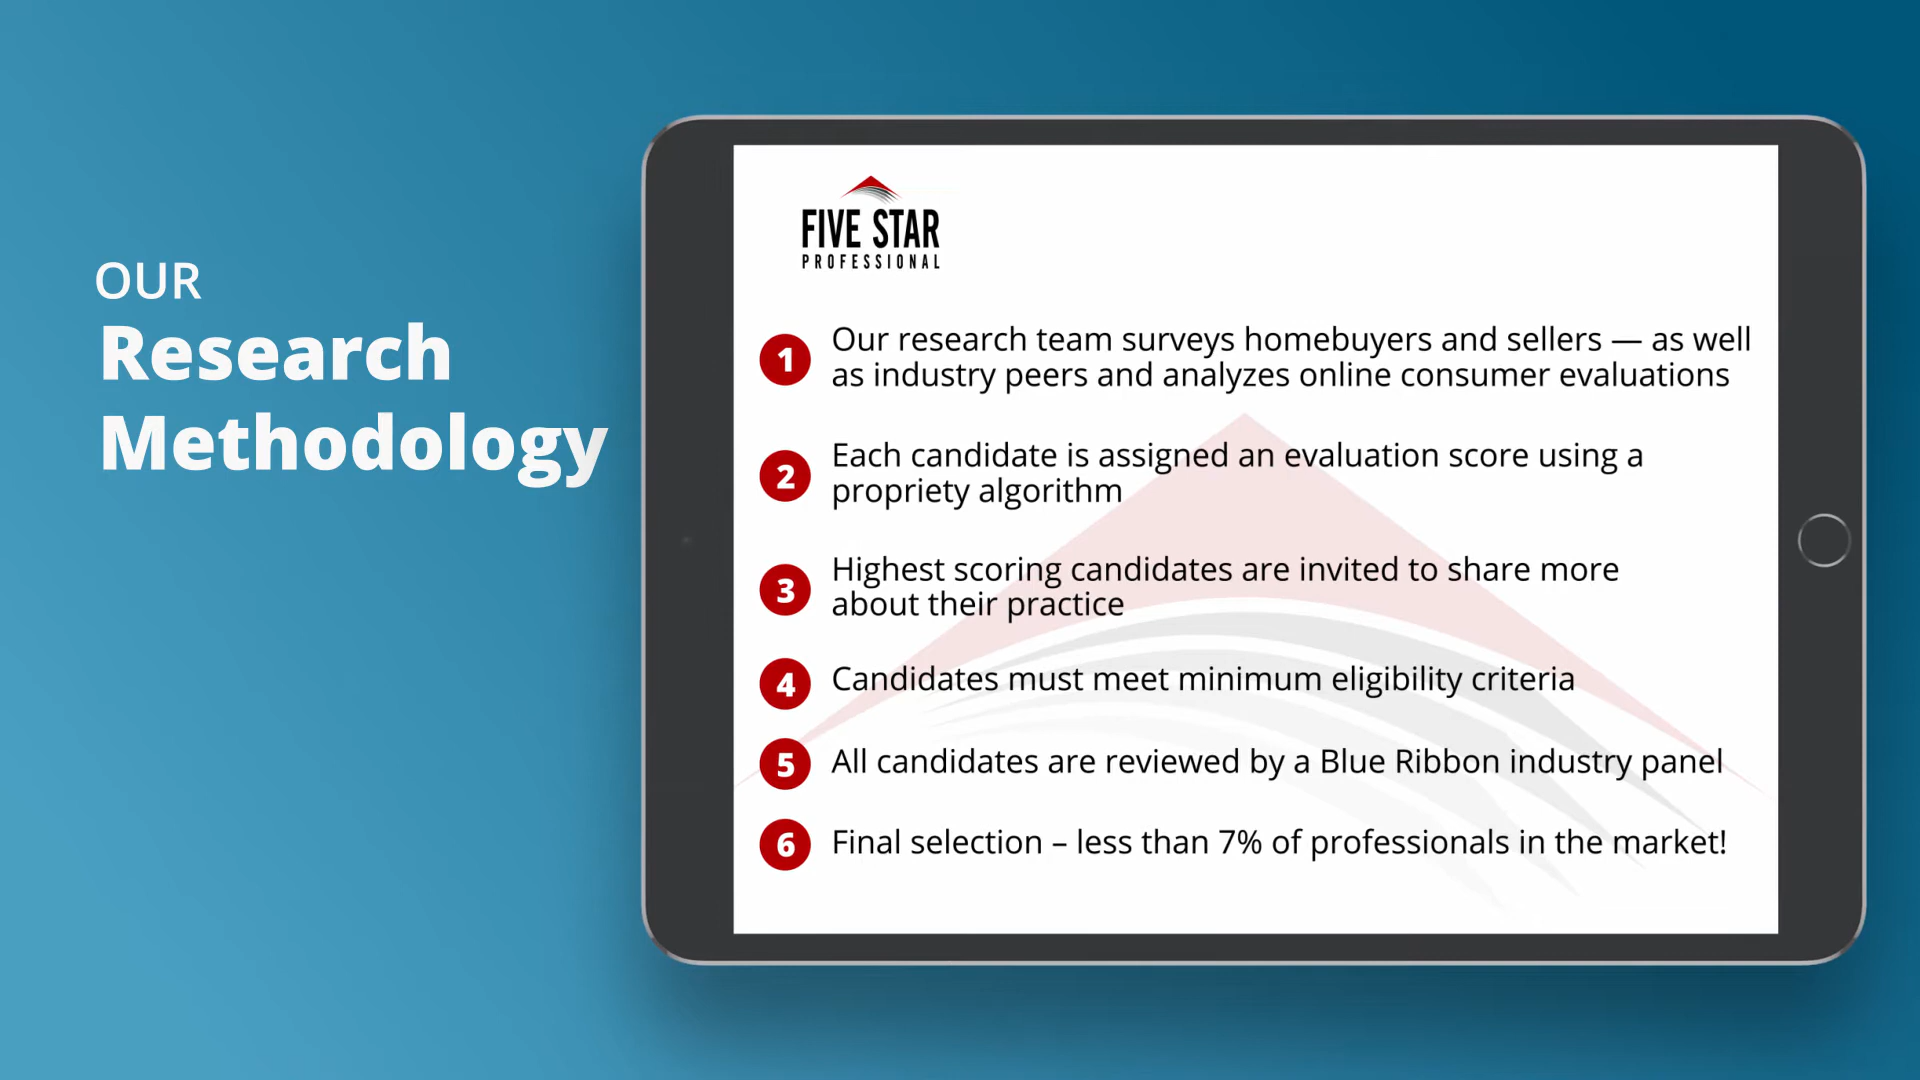 OUR
Research
Methodology
FIVE STAR
PROFESSIONAL
1 Our research team surveys homebuyers and sellers — as well
as industry peers and analyzes online consumer evaluations
2 Each candidate is assigned an evaluation score using a
propriety algorithm
3 Highest scoring candidates are invited to share more
about their practice
4 Candidates must meet minimum eligibility criteria
5 All candidates are reviewed by a Blue Ribbon industry panel
6 Final selection – less than 7% of professionals in the market!